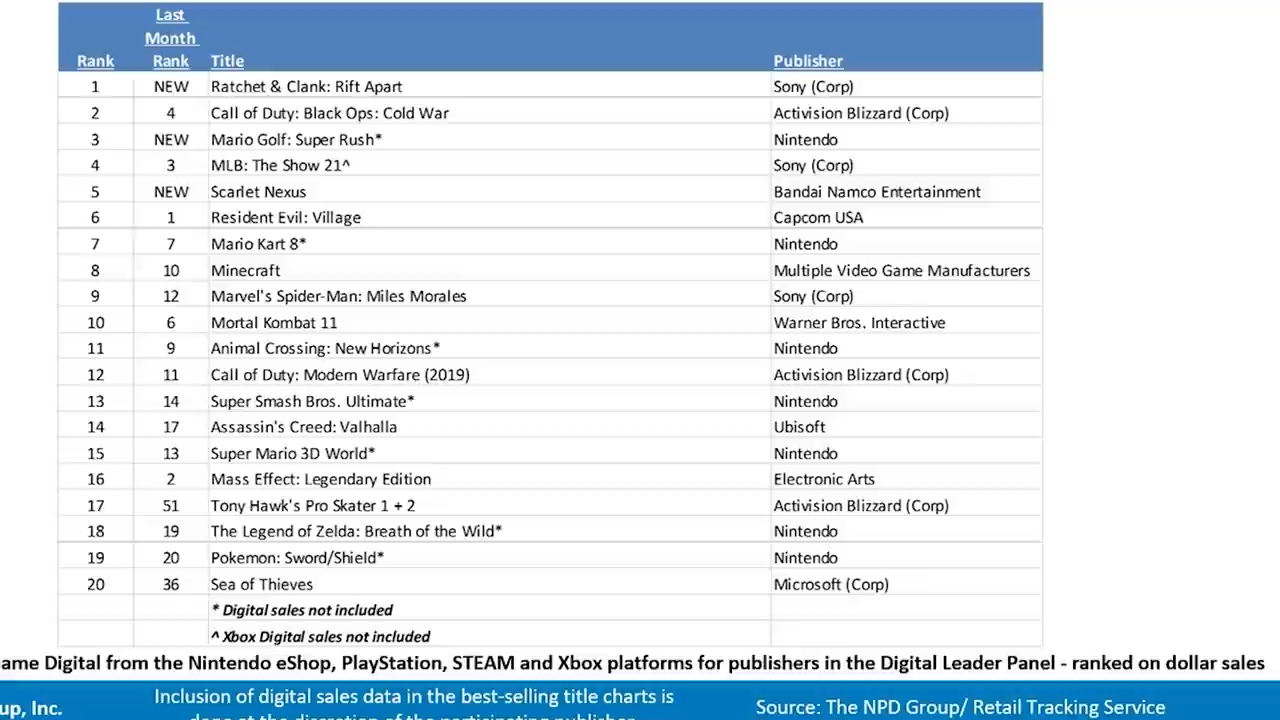 Last
Month
Rank Rank Title Publisher
1 NEW Ratchet & Clank: Rift Apart Sony (Corp)
2 4 Call of Duty: Black Ops: Cold War Activision Blizzard (Corp)
3 NEW Mario Golf: Super Rush* Nintendo
4 3 MLB: The Show 21^ Sony (Corp)
5 NEW Scarlet Nexus Bandai Namco Entertainment
6 1 Resident Evil: Village Capcom USA
7 7 Mario Kart 8* Nintendo
8 10 Minecraft Multiple Video Game Manufacturers
9 12 Marvel's Spider-Man: Miles Morales Sony (Corp)
10 6 Mortal Kombat 11 Warner Bros. Interactive
11 9 Animal Crossing: New Horizons* Nintendo
12 11 Call of Duty: Modern Warfare (2019) Activision Blizzard (Corp)
13 14 Super Smash Bros. Ultimate* Nintendo
14 17 Assassin's Creed: Valhalla Ubisoft
15 13 Super Mario 3D World* Nintendo
16 2 Mass Effect: Legendary Edition Electronic Arts
17 51 Tony Hawk's Pro Skater 1 + 2 Activision Blizzard (Corp)
18 19 The Legend of Zelda: Breath of the Wild* Nintendo
19 20 Pokemon: Sword/Shield* Nintendo
20 36 Sea of Thieves Microsoft (Corp)
* Digital sales not included
^ Xbox Digital sales not included
ame Digital from the Nintendo eShop, PlayStation, STEAM and Xbox platforms for publishers in the Digital Leader Panel - ranked on dollar sales
up, Inc. Inclusion of digital sales data in the best-selling title charts is Source: The NPD Group/ Retail Tracking Service